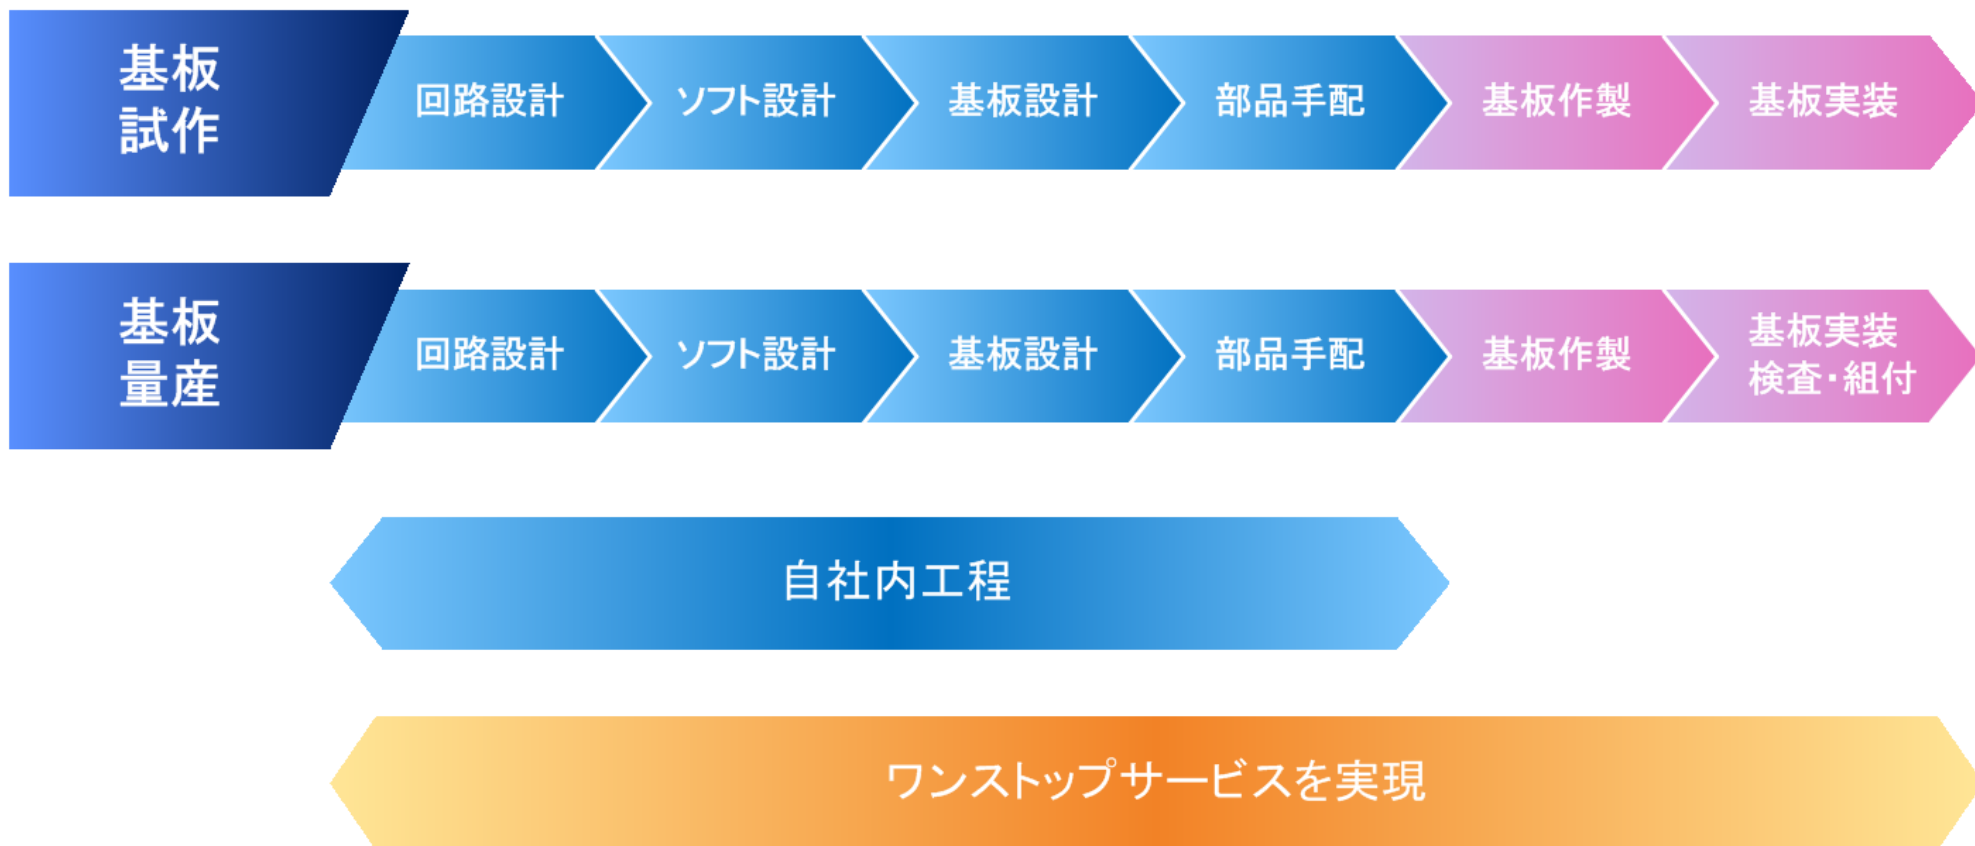 基板
試作
回路設計
ソフト設計
基板設計
部品手配
基板作製
基板実装
基板
量産
回路設計
ソフト設計
基板設計
部品手配
基板作製
基板実装
検査・組付
自社内工程
ワンストップサービスを実現